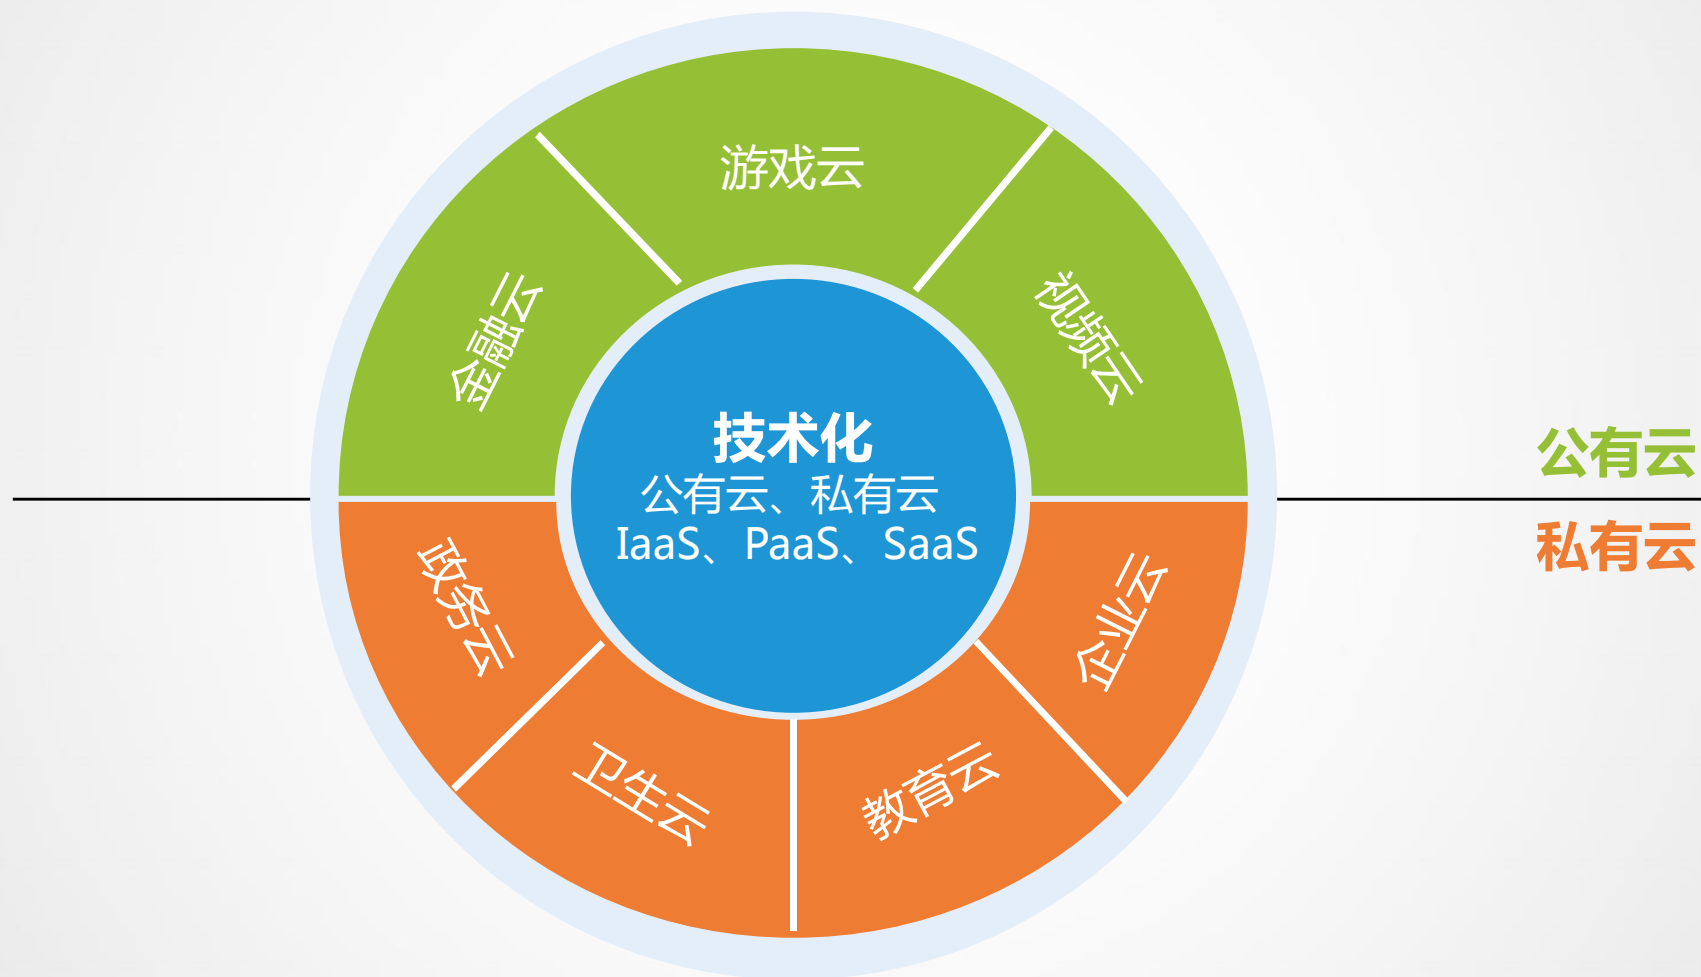 游戏云
金融云
视频云
技术化
公有云、私有云
IaaS、PaaS、SaaS
公有云
私有云
政务云
企业云
卫生云
教育云